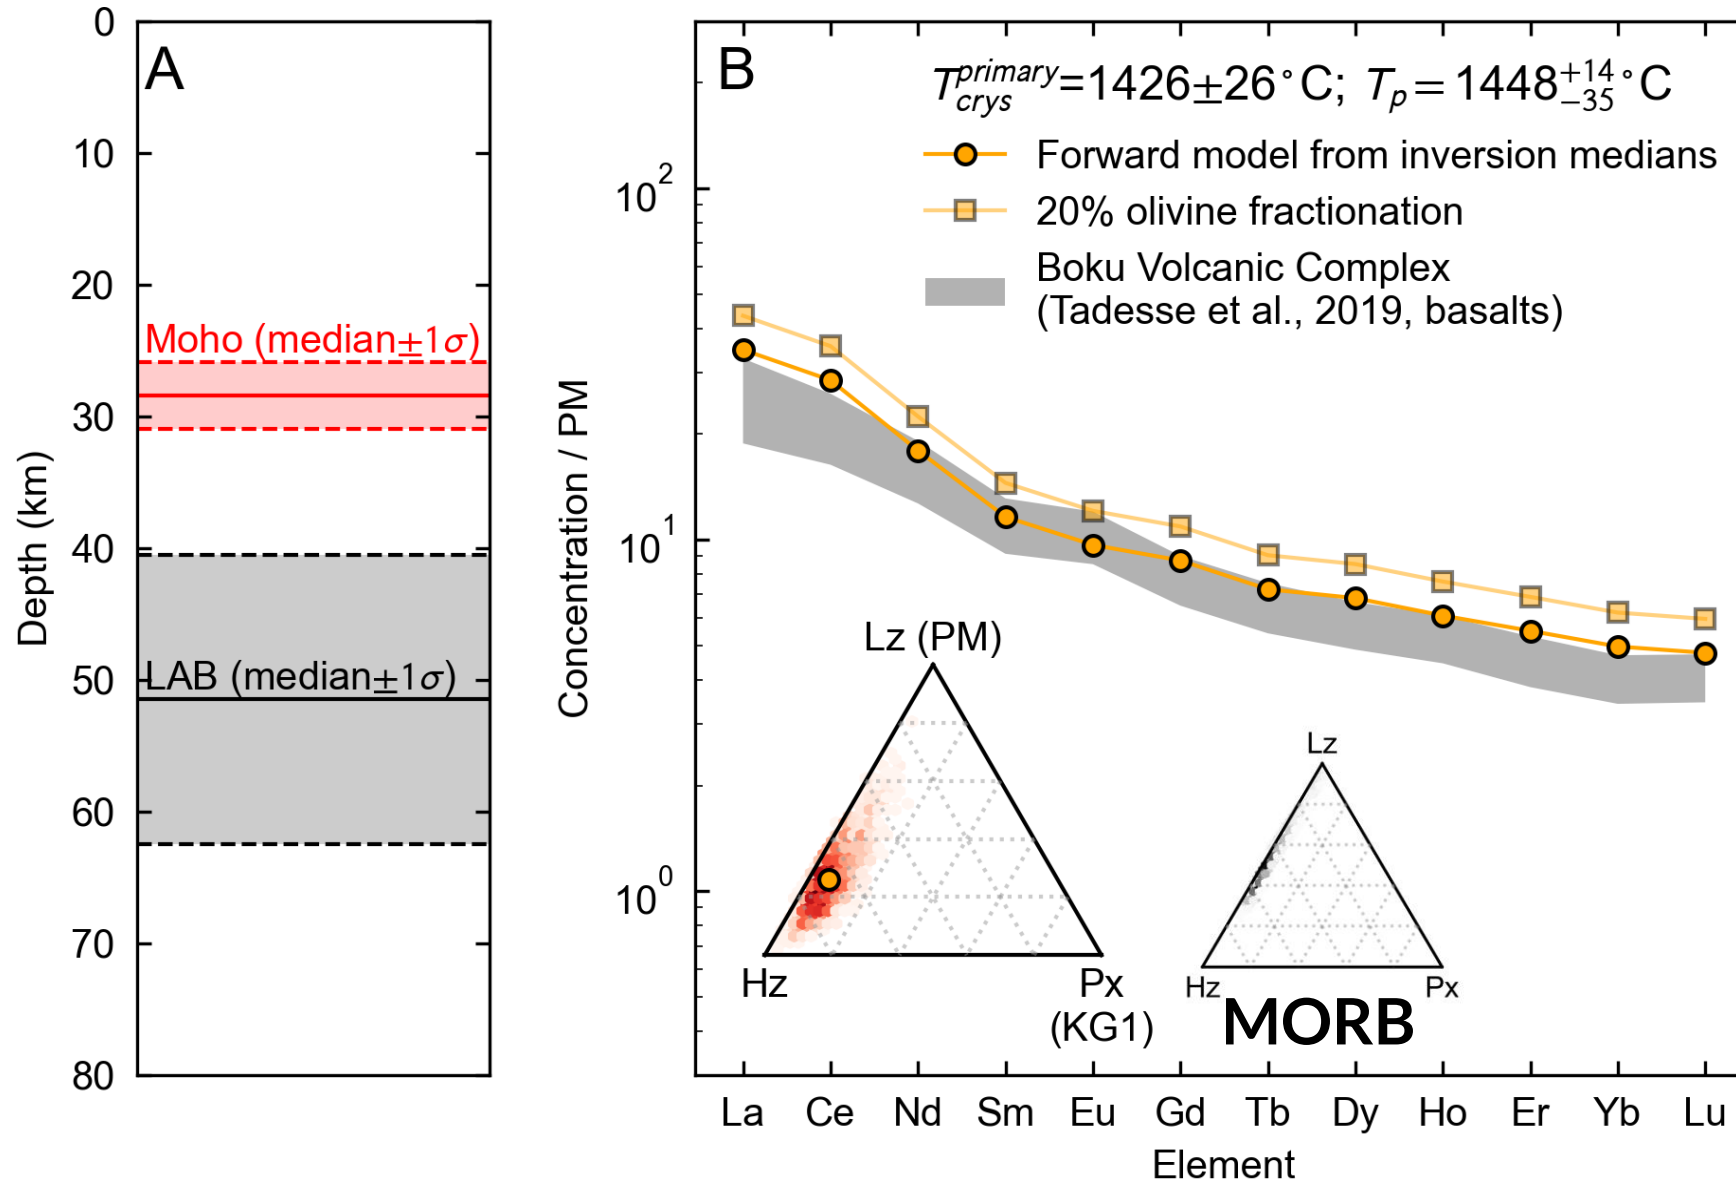 A
0
10
20
30
40
50
60
70
80
Depth (km)
Moho (median±1σ)
LAB (median±1σ)
B
T_crys^primary=1426±26°C; T_p=1448^+14_−35°C
Forward model from inversion medians
20% olivine fractionation
Boku Volcanic Complex
(Tadesse et al., 2019, basalts)
10^2
10^1
10^0
Concentration / PM
Lz (PM)
Hz
Px
(KG1)
Lz
Hz
Px
MORB
La Ce Nd Sm Eu Gd Tb Dy Ho Er Yb Lu
Element